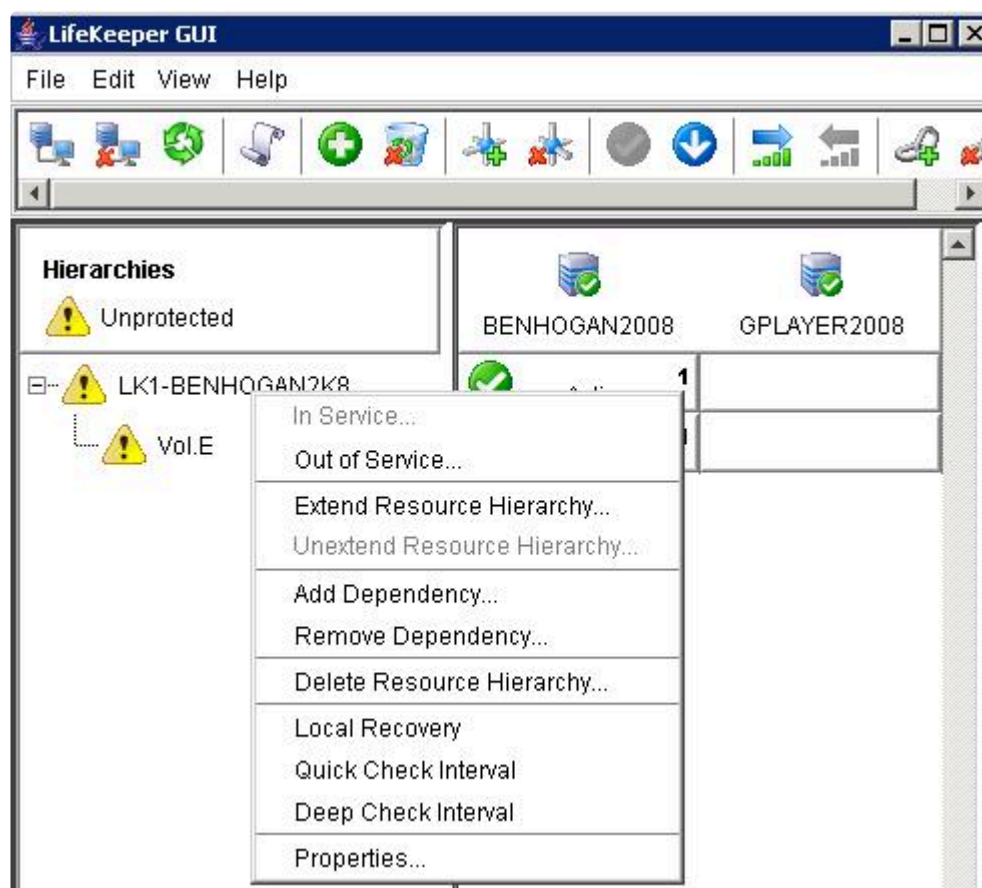 LifeKeeper GUI
File Edit View Help
Hierarchies
Unprotected
BENHOGAN2008 GPLAYER2008
LK1-BENHOGAN2K8
1
Vol.E
In Service...
Out of Service...
Extend Resource Hierarchy...
Unextend Resource Hierarchy...
Add Dependency...
Remove Dependency...
Delete Resource Hierarchy...
Local Recovery
Quick Check Interval
Deep Check Interval
Properties...